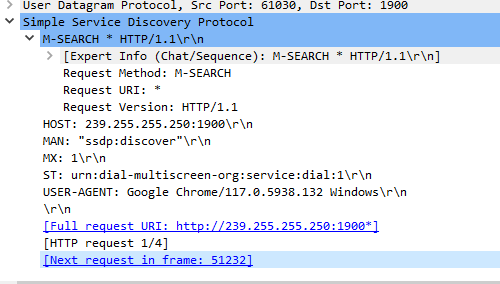 User Datagram Protocol, Src Port: 61030, Dst Port: 1900
Simple Service Discovery Protocol
M-SEARCH * HTTP/1.1\r\n
[Expert Info (Chat/Sequence): M-SEARCH * HTTP/1.1\r\n]
Request Method: M-SEARCH
Request URI: *
Request Version: HTTP/1.1
HOST: 239.255.255.250:1900\r\n
MAN: "ssdp:discover"\r\n
MX: 1\r\n
ST: urn:dial-multiscreen-org:service:dial:1\r\n
USER-AGENT: Google Chrome/117.0.5938.132 Windows\r\n
\r\n
[Full request URI: http://239.255.255.250:1900*]
[HTTP request 1/4]
[Next request in frame: 51232]